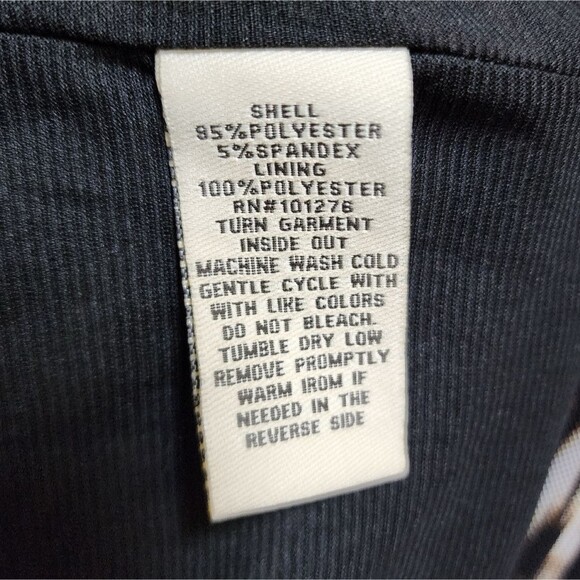 SHELL
95%POLYESTER
5%SPANDEX
LINING
100%POLYESTER
RN#101276
TURN GARMENT
INSIDE OUT
MACHINE WASH COLD
GENTLE CYCLE WITH
WITH LIKE COLORS
DO NOT BLEACH.
TUMBLE DRY LOW
REMOVE PROMPTLY
WARM IROM IF
NEEDED IN THE
REVERSE SIDE